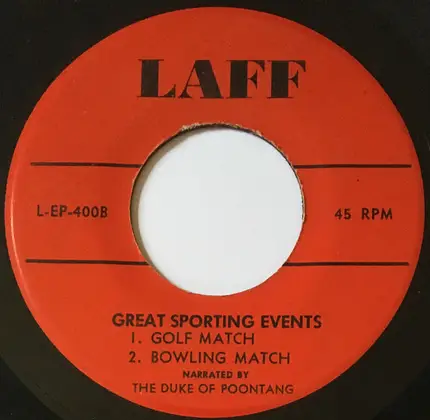 LAFF
L-EP-400B 45 RPM
GREAT SPORTING EVENTS
1. GOLF MATCH
2. BOWLING MATCH
NARRATED BY
THE DUKE OF POONTANG